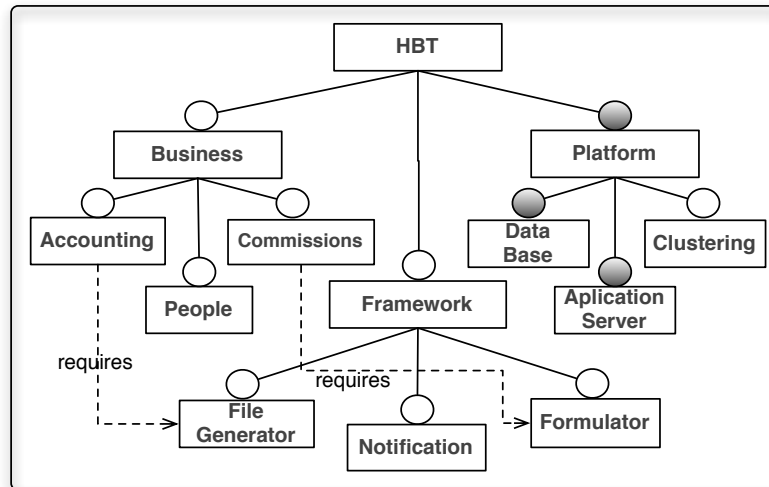 HBT
Business
Platform
Accounting
Commissions
Data
Base
Clustering
People
Framework
Aplication
Server
requires
requires
File
Generator
Notification
Formulator